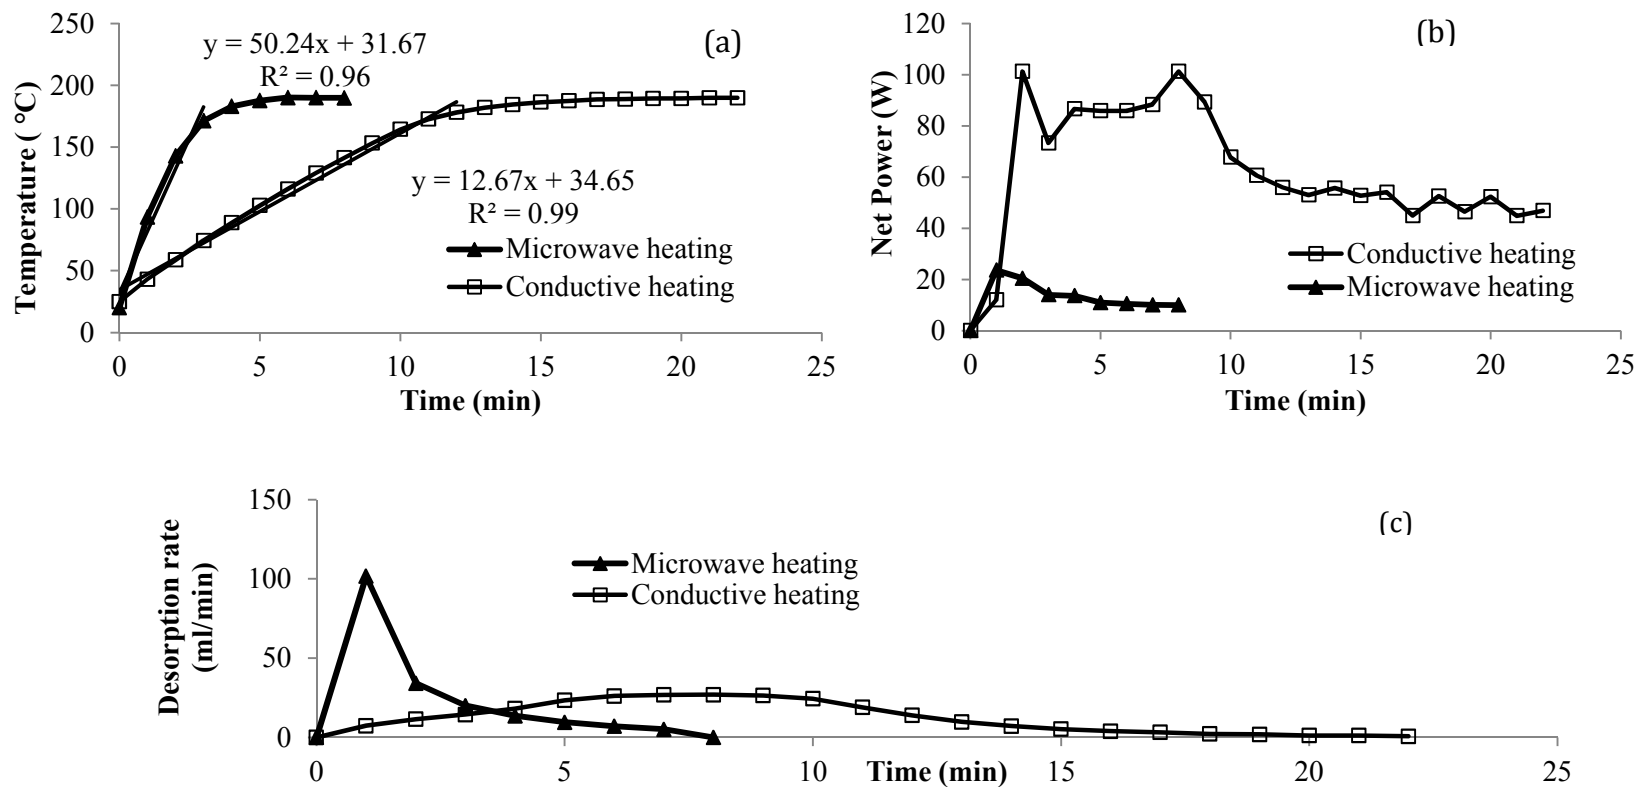 (a)
y = 50.24x + 31.67
R² = 0.96
y = 12.67x + 34.65
R² = 0.99
Microwave heating
Conductive heating
250
200
150
100
50
0
Temperature ( °C)
0 5 10 15 20 25
Time (min)
(b)
120
100
80
60
40
20
0
Net Power (W)
Conductive heating
Microwave heating
0 5 10 15 20 25
Time (min)
(c)
150
100
50
0
Desorption rate
(ml/min)
Microwave heating
Conductive heating
0 5 10 15 20 25
Time (min)